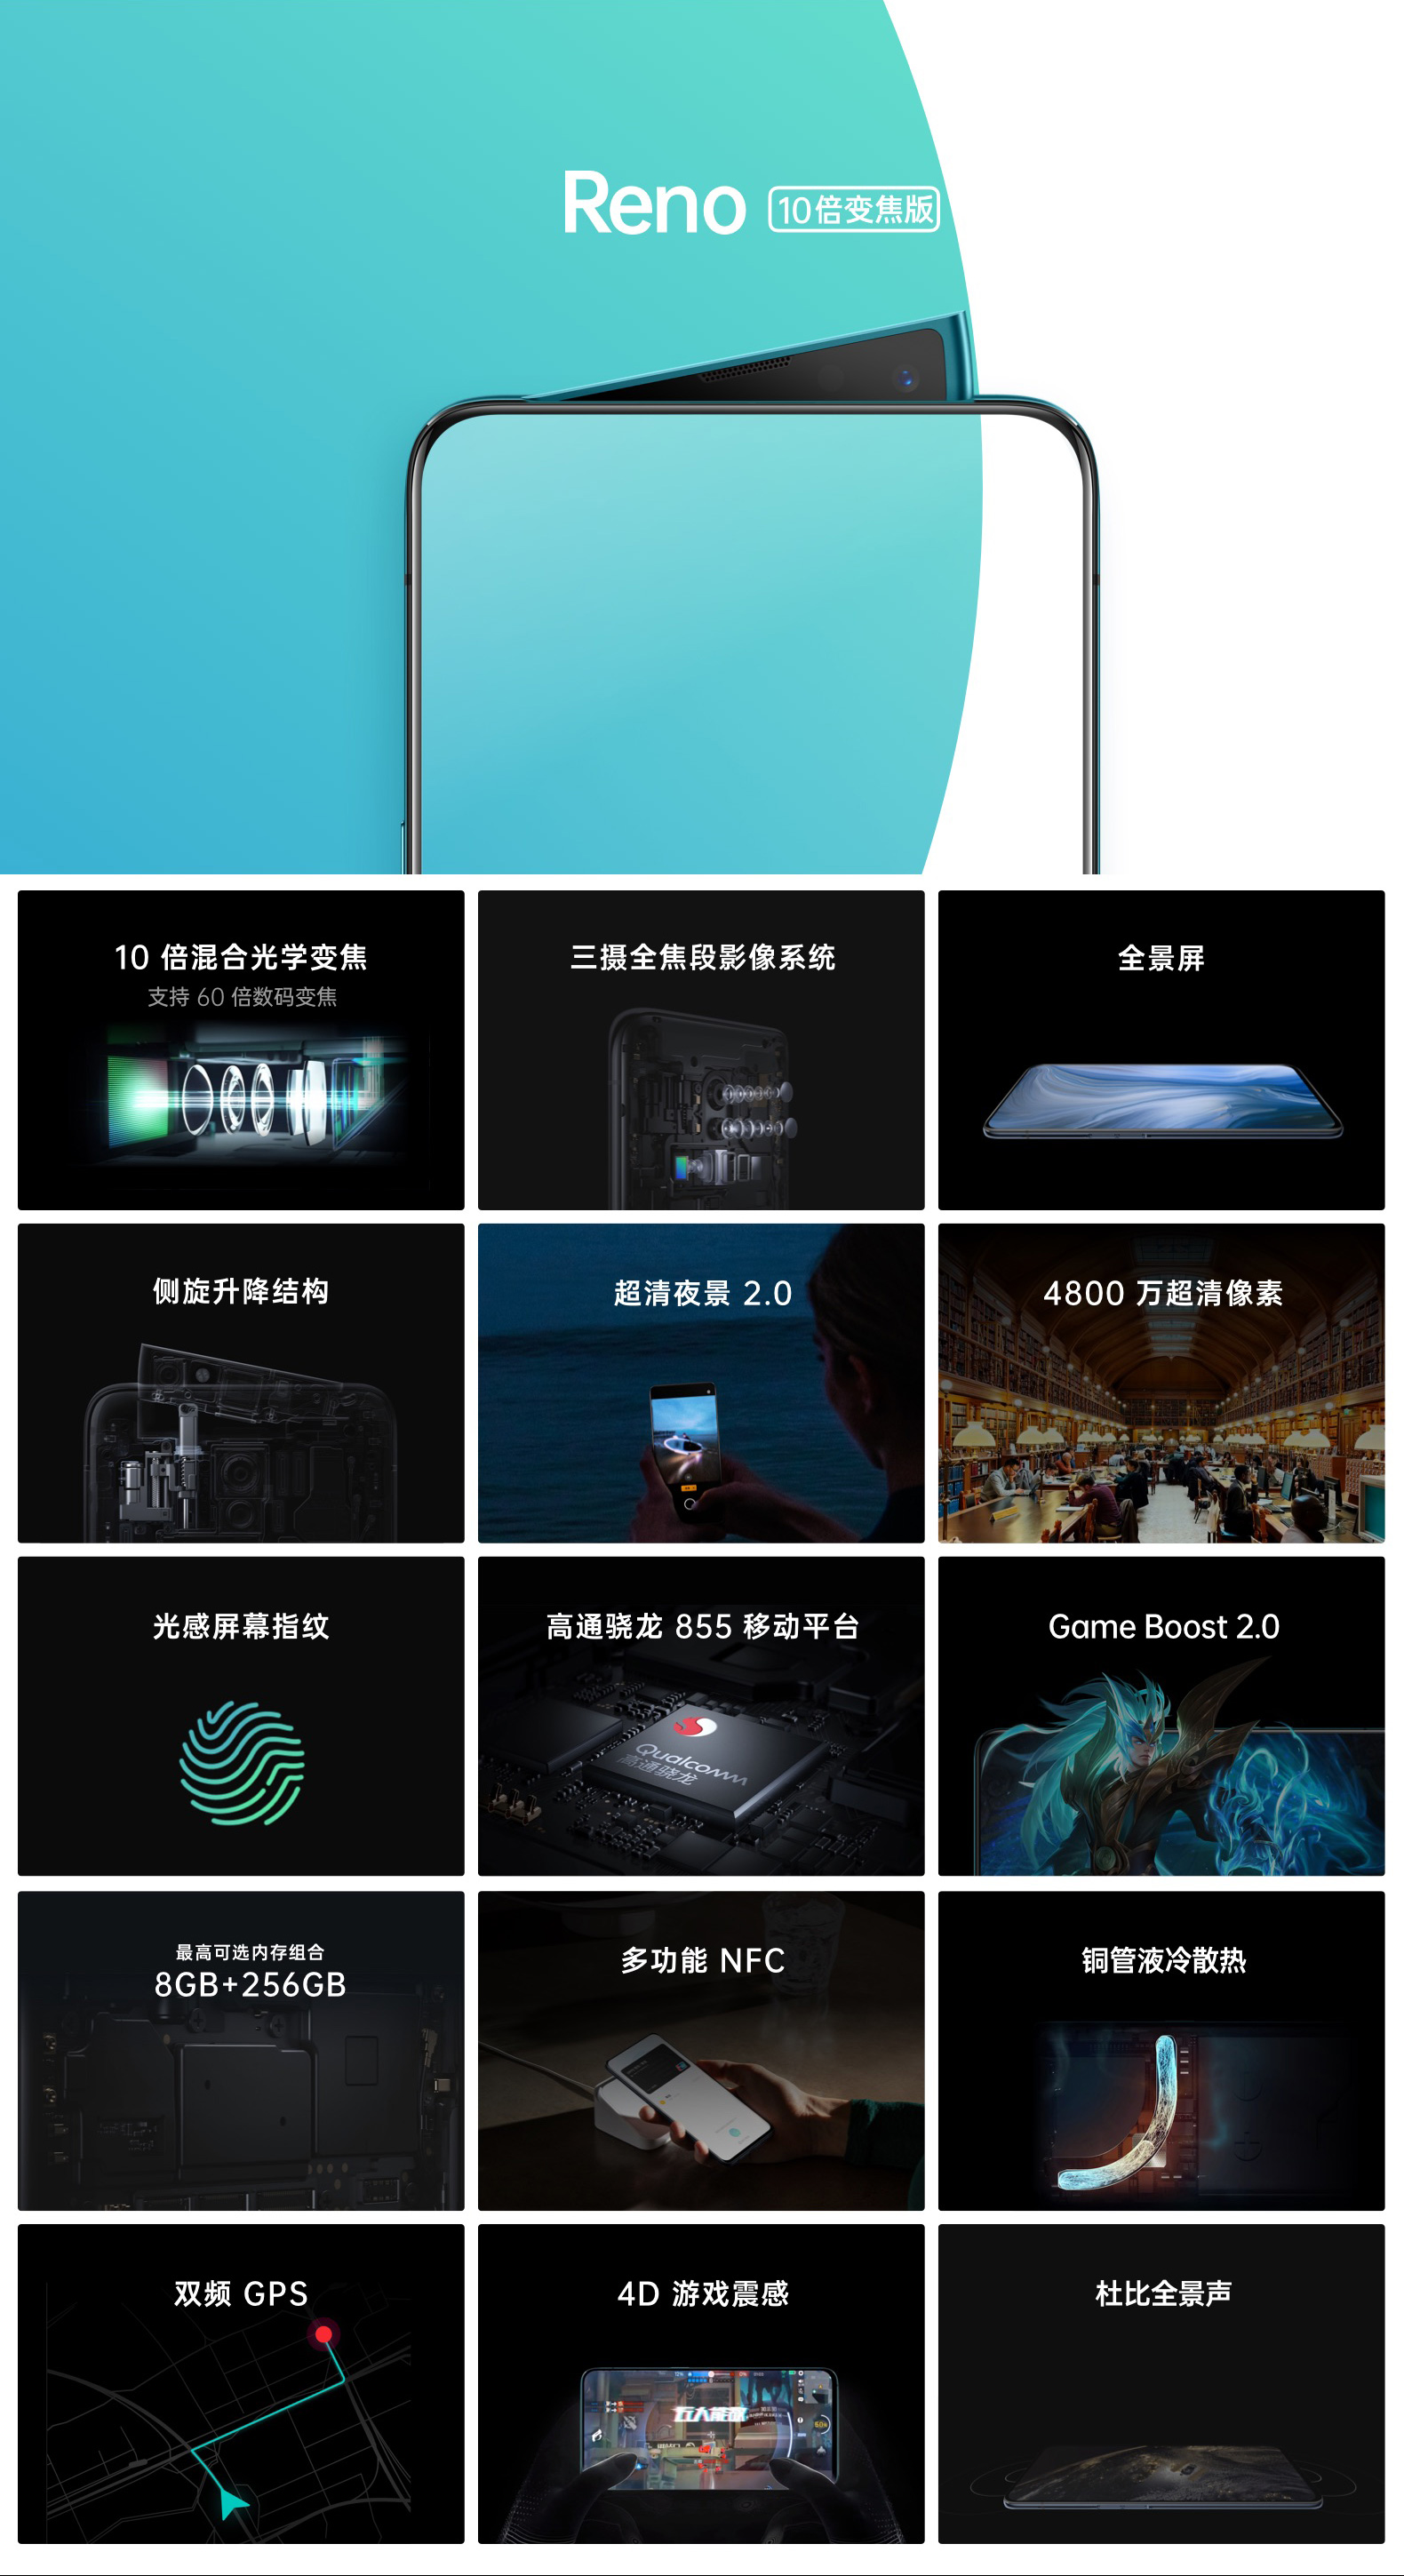 Reno 10倍变焦版
10 倍混合光学变焦
支持 60 倍数码变焦
三摄全焦段影像系统
全景屏
侧旋升降结构
超清夜景 2.0
4800 万超清像素
光感屏幕指纹
高通骁龙 855 移动平台
Qualcomm
高通骁龙
Game Boost 2.0
最高可选内存组合
8GB+256GB
多功能 NFC
铜管液冷散热
双频 GPS
4D 游戏震感
杜比全景声